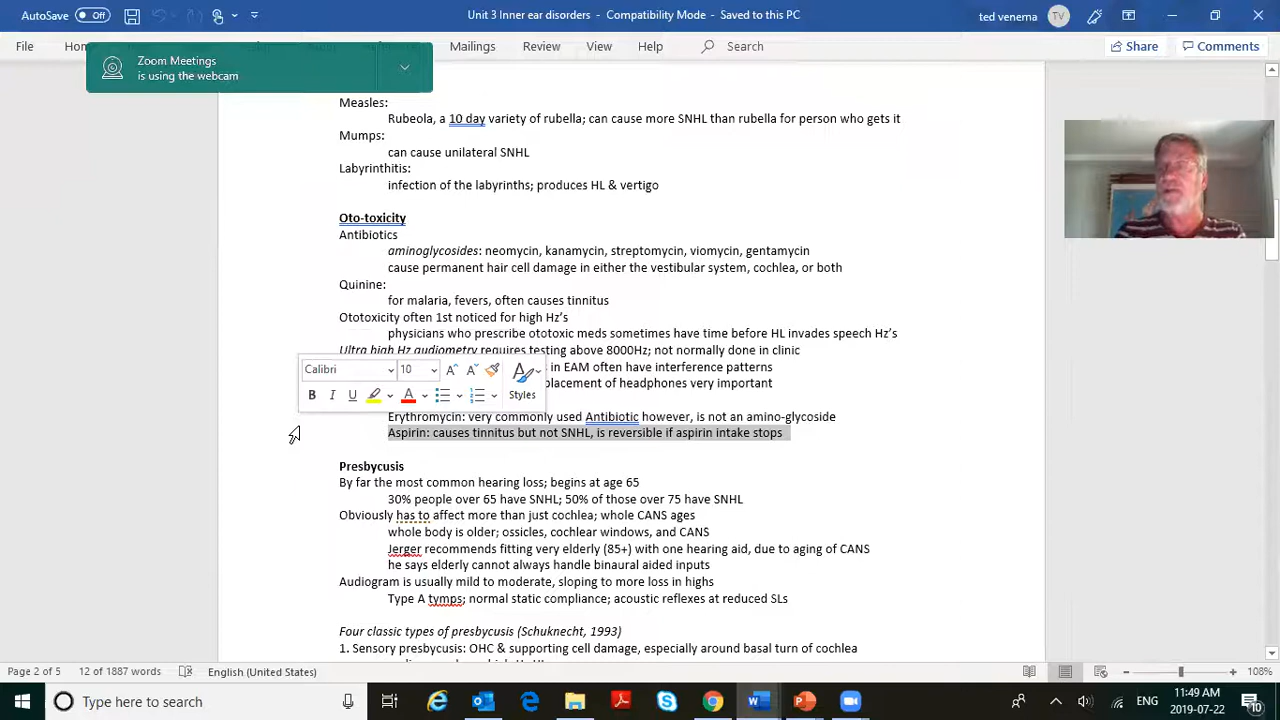 AutoSave Off
Unit 3 Inner ear disorders - Compatibility Mode - Saved to this PC
ted venema TV
File Mailings Review View Help Search Share Comments
Zoom Meetings
is using the webcam
Measles:
Rubeola, a 10 day variety of rubella; can cause more SNHL than rubella for person who gets it
Mumps:
can cause unilateral SNHL
Labyrinthitis:
infection of the labyrinths; produces HL & vertigo
Oto-toxicity
Antibiotics
aminoglycosides: neomycin, kanamycin, streptomycin, viomycin, gentamycin
cause permanent hair cell damage in either the vestibular system, cochlea, or both
Quinine:
for malaria, fevers, often causes tinnitus
Ototoxicity often 1st noticed for high Hz's
physicians who prescribe ototoxic meds sometimes have time before HL invades speech Hz's
Ultra high Hz audiometry requires testing above 8000Hz; not normally done in clinic
in EAM often have interference patterns
placement of headphones very important
Calibri 10
Styles
Erythromycin: very commonly used Antibiotic however, is not an amino-glycoside
Aspirin: causes tinnitus but not SNHL, is reversible if aspirin intake stops
Presbycusis
By far the most common hearing loss; begins at age 65
30% people over 65 have SNHL; 50% of those over 75 have SNHL
Obviously has to affect more than just cochlea; whole CANS ages
whole body is older; ossicles, cochlear windows, and CANS
Jerger recommends fitting very elderly (85+) with one hearing aid, due to aging of CANS
he says elderly cannot always handle binaural aided inputs
Audiogram is usually mild to moderate, sloping to more loss in highs
Type A tymps; normal static compliance; acoustic reflexes at reduced SLs
Four classic types of presbycusis (Schuknecht, 1993)
1. Sensory presbycusis: OHC & supporting cell damage, especially around basal turn of cochlea
Page 2 of 5 12 of 1887 words English (United States) 108%
Type here to search
ENG
11:49 AM
2019-07-22
10